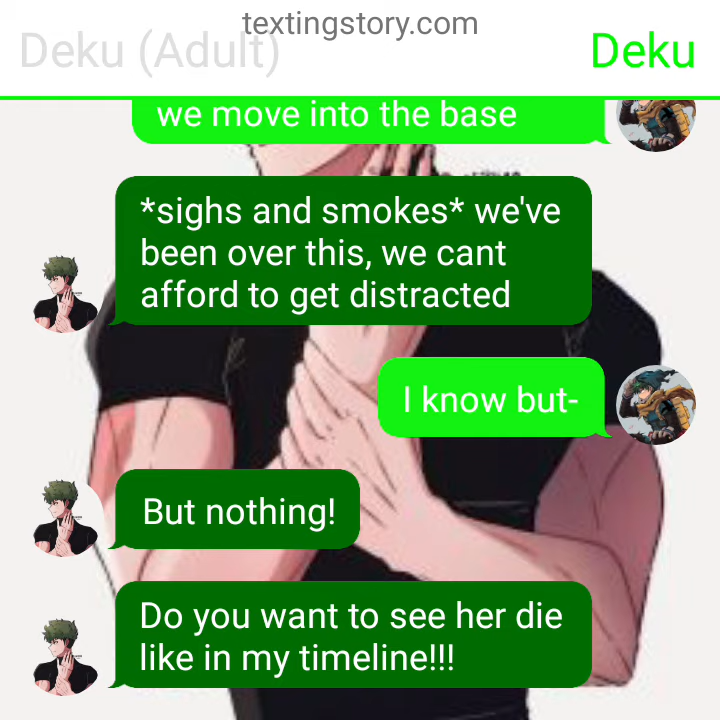 textingstory.com
Deku (Adult)
Deku
we move into the base
*sighs and smokes* we've
been over this, we cant
afford to get distracted
I know but-
But nothing!
Do you want to see her die
like in my timeline!!!